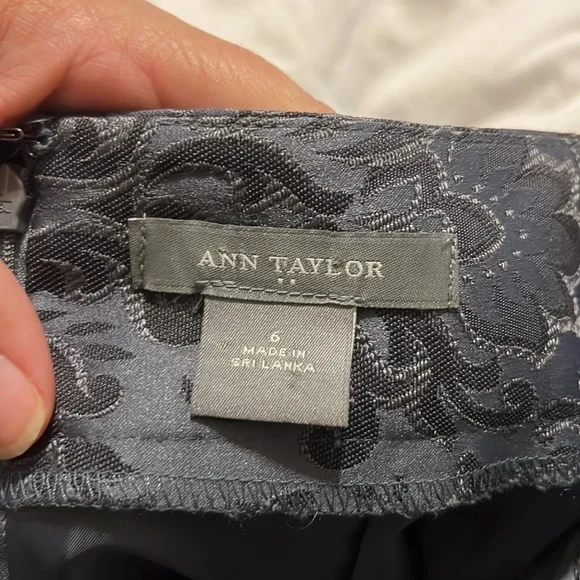 ANN TAYLOR
6
MADE IN
SRI LANKA